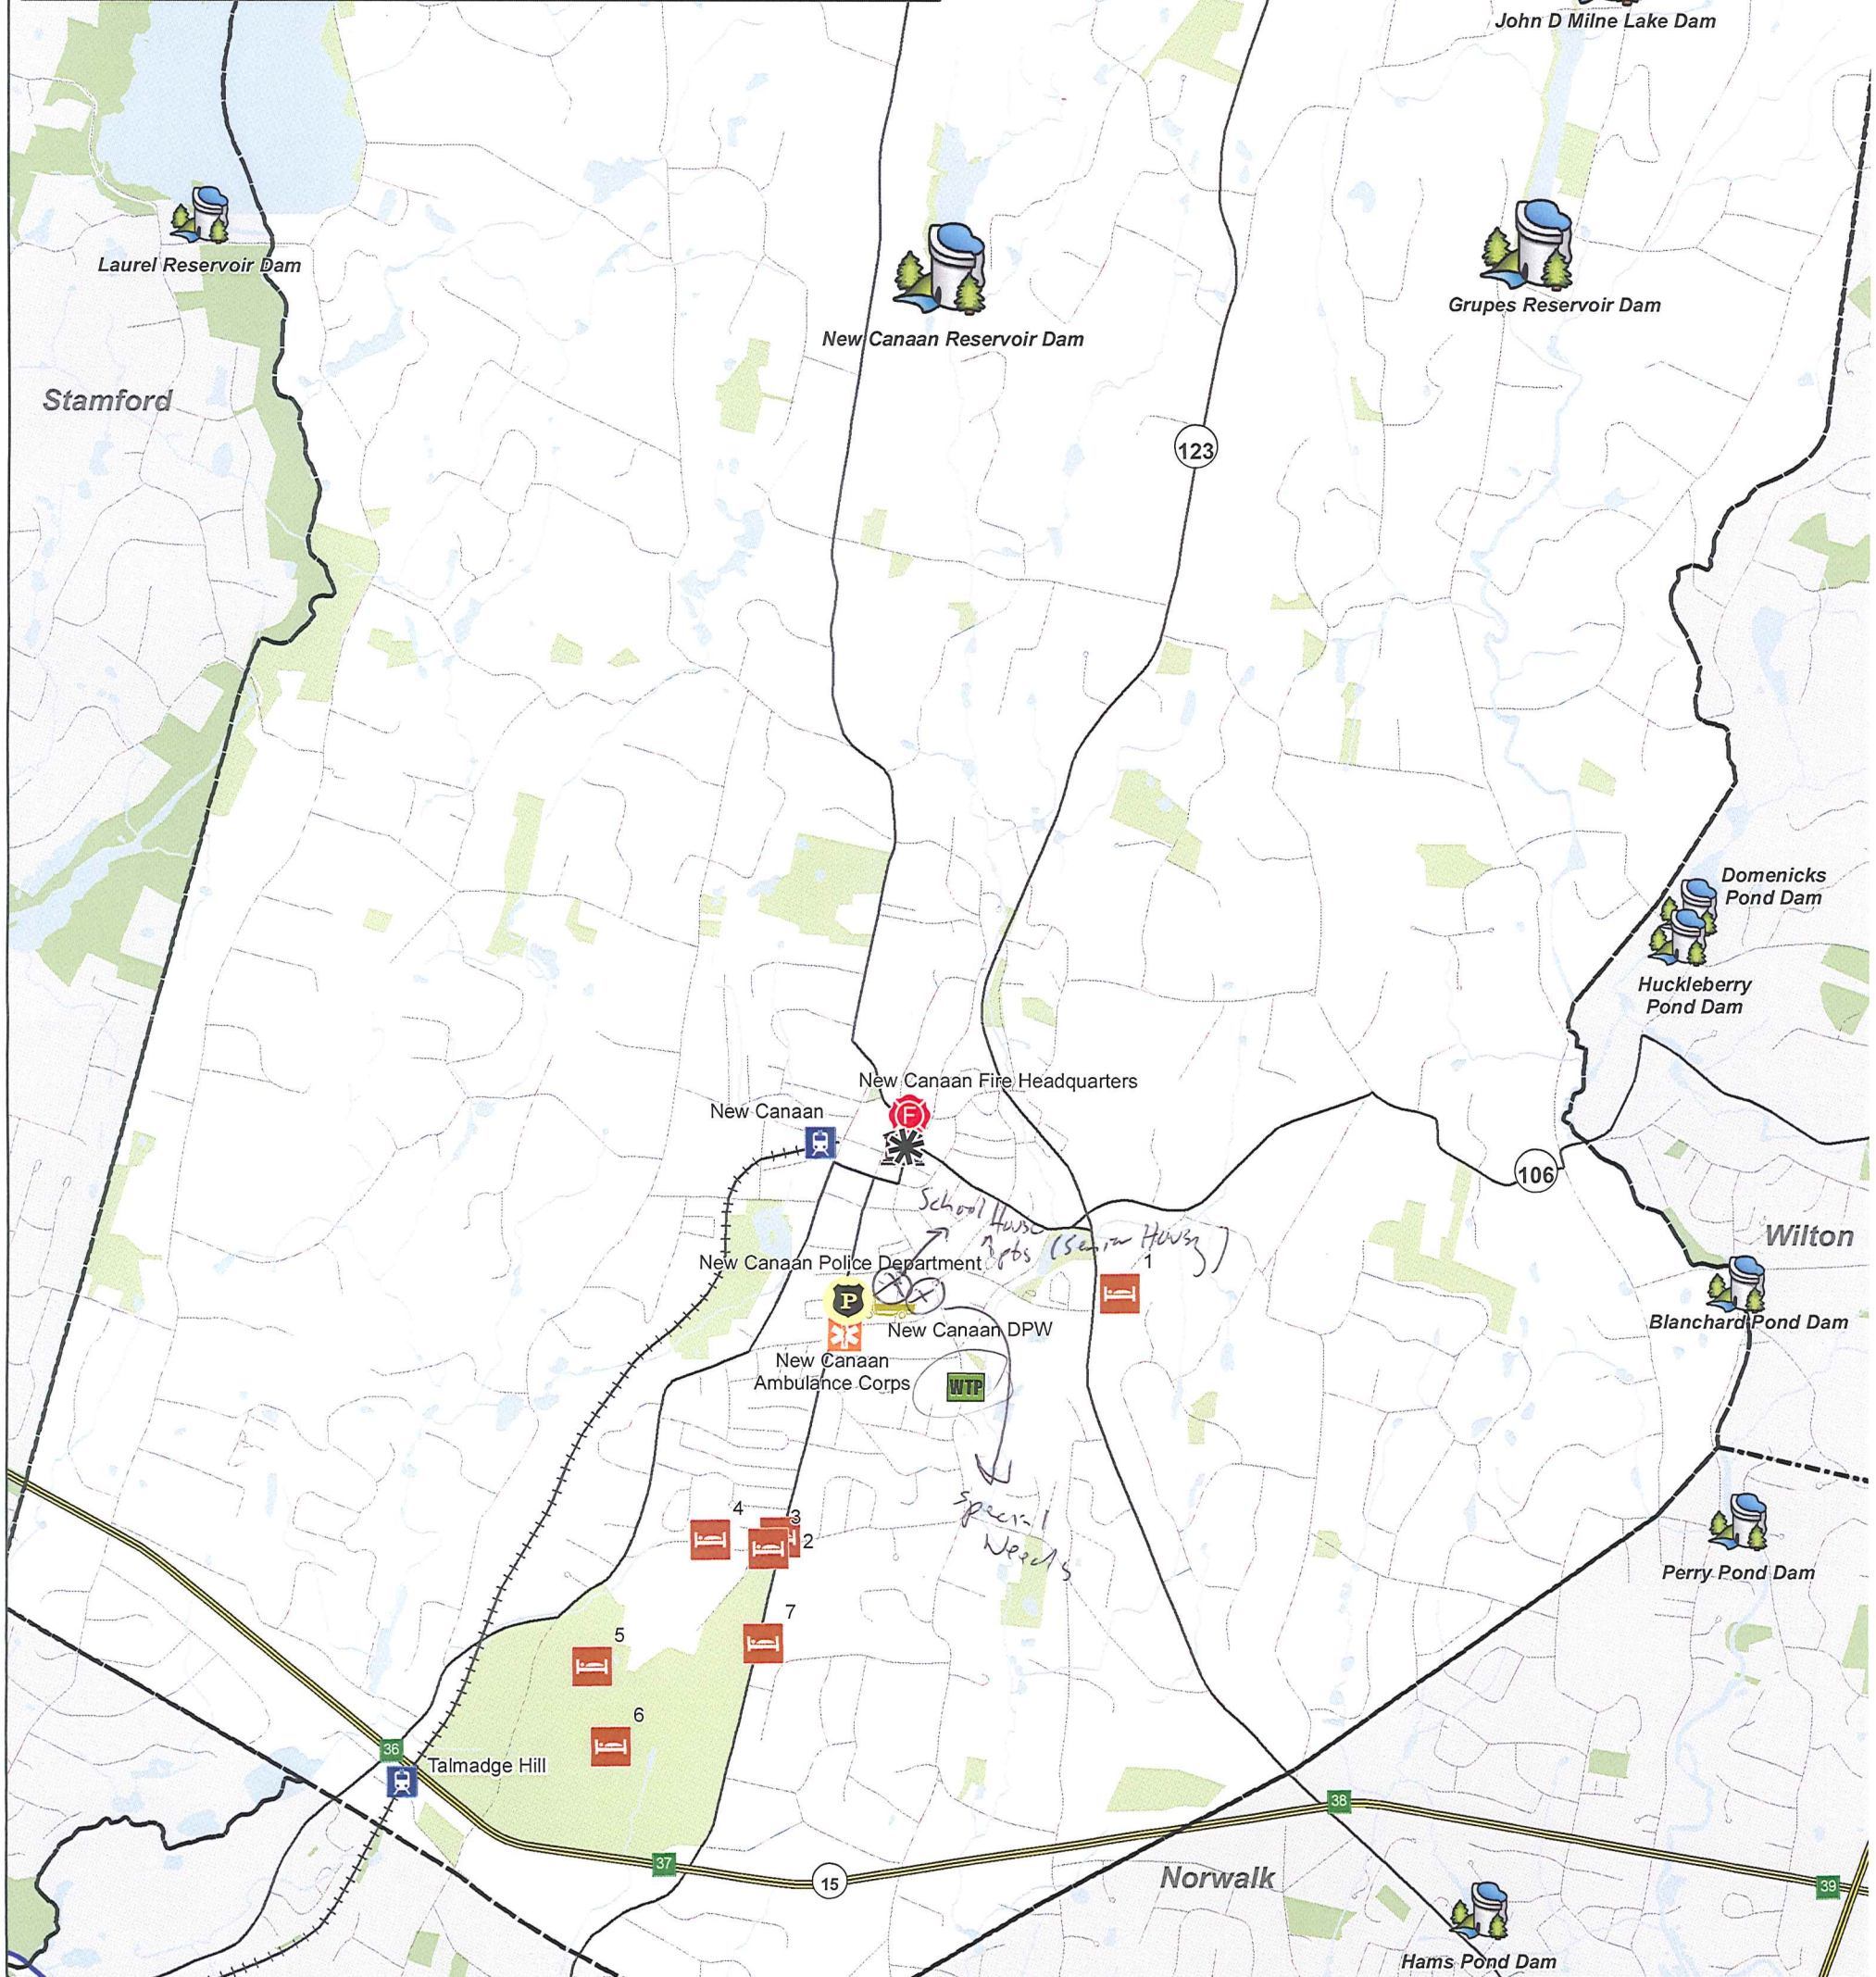 John D Milne Lake Dam
Laurel Reservoir Dam
New Canaan Reservoir Dam
Grupes Reservoir Dam
Stamford
123
Domenicks
Pond Dam
Huckleberry
Pond Dam
New Canaan Fire Headquarters
F
New Canaan
106
School House
Apts (Senior Housg)
Wilton
New Canaan Police Department
1
X
X
P
New Canaan DPW
Blanchard Pond Dam
New Canaan
Ambulance Corps
WTP
special
Needs
4
3
2
Perry Pond Dam
7
5
6
36
Talmadge Hill
38
37
15
Norwalk
39
Hams Pond Dam